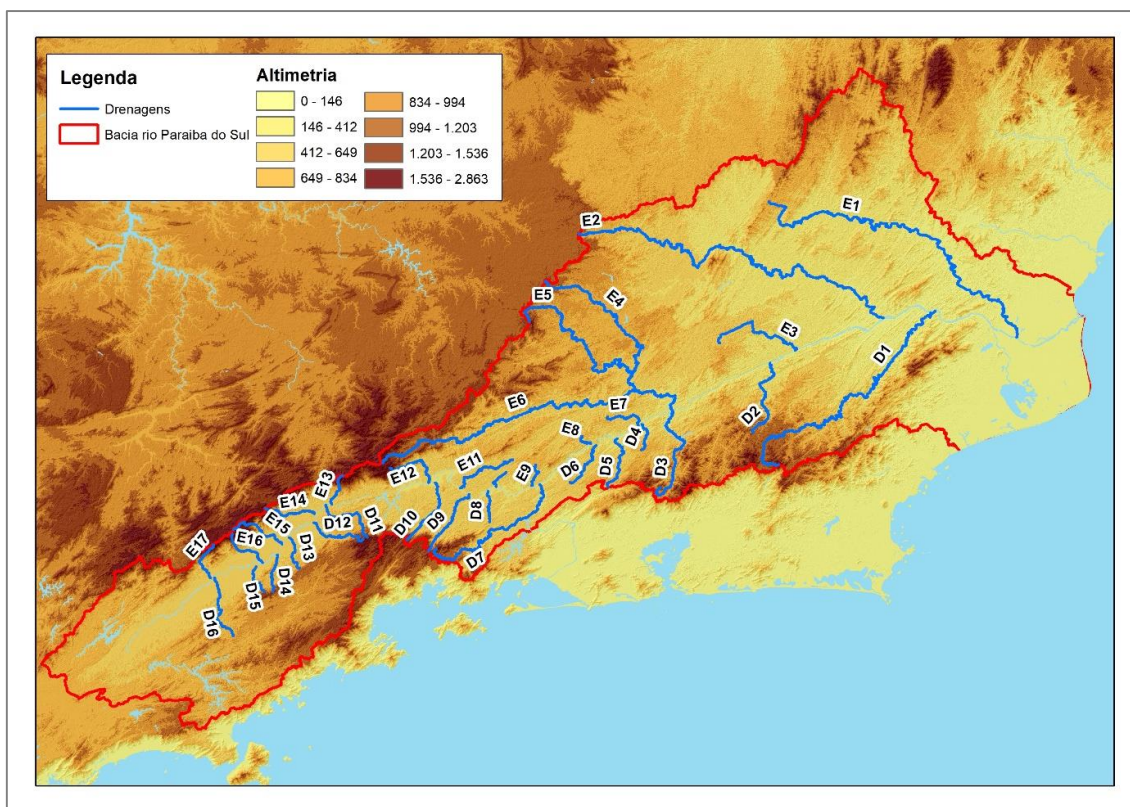 Legenda
Drenagens
Bacia rio Paraiba do Sul
Altimetria
0 - 146
146 - 412
412 - 649
649 - 834
834 - 994
994 - 1.203
1.203 - 1.536
1.536 - 2.863
E1
E2
E5
E4
E3
D1
D2
E6
E7
E8
D4
D3
D5
D6
E11
E9
E12
E13
D8
D9
E14
D12
D11
D10
E15
E16
D13
D7
E17
D14
D15
D16